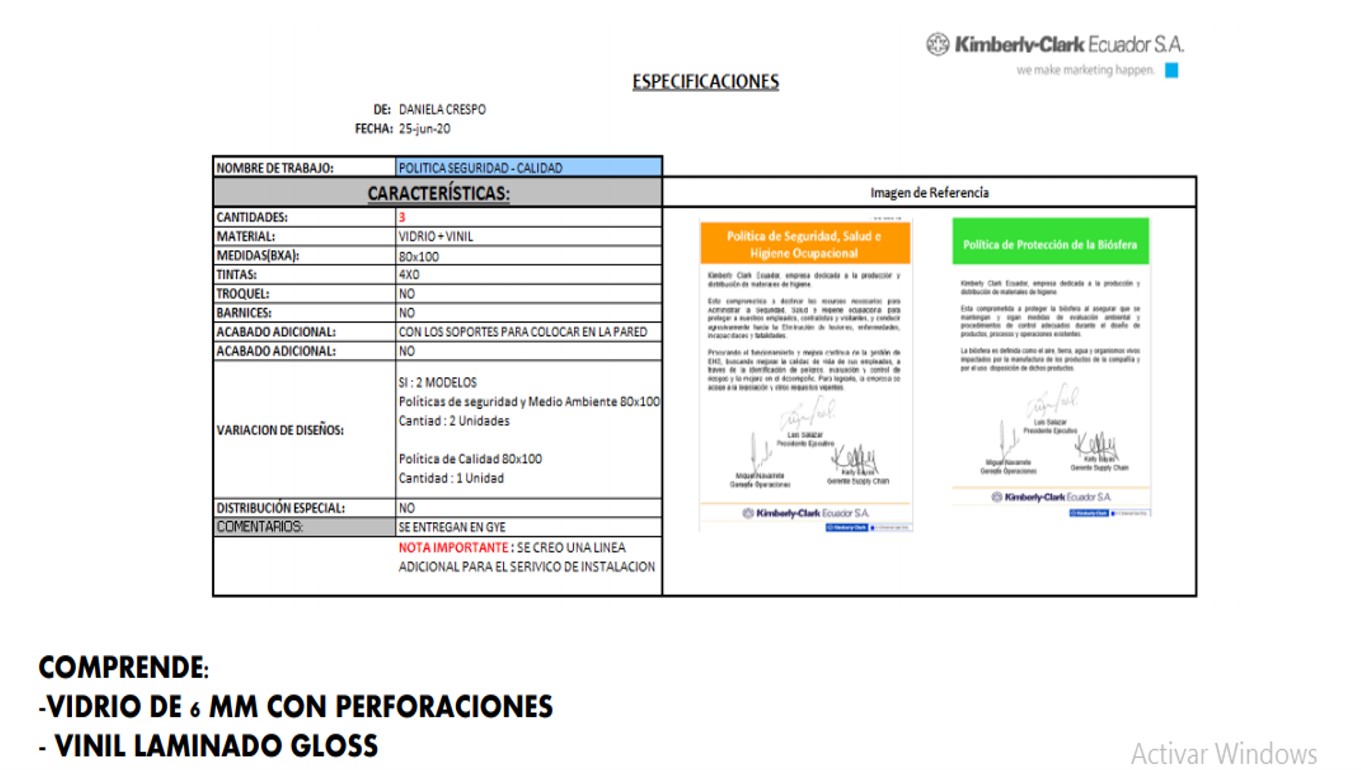 Kimberly-Clark Ecuador S.A.
we make marketing happen.
ESPECIFICACIONES
DE: DANIELA CRESPO
FECHA: 25-jun-20
NOMBRE DE TRABAJO: POLITICA SEGURIDAD - CALIDAD
CARACTERÍSTICAS:
CANTIDADES: 3
MATERIAL: VIDRIO + VINIL
MEDIDAS(BXA): 80x100
TINTAS: 4X0
TROQUEL: NO
BARNICES: NO
ACABADO ADICIONAL: CON LOS SOPORTES PARA COLOCAR EN LA PARED
ACABADO ADICIONAL: NO
VARIACION DE DISEÑOS:
SI : 2 MODELOS
Políticas de seguridad y Medio Ambiente 80x100
Cantiad : 2 Unidades
Política de Calidad 80x100
Cantidad : 1 Unidad
DISTRIBUCIÓN ESPECIAL: NO
COMENTARIOS: SE ENTREGAN EN GYE
NOTA IMPORTANTE : SE CREO UNA LINEA
ADICIONAL PARA EL SERIVICO DE INSTALACION
Imagen de Referencia
Política de Seguridad, Salud e
Higiene Ocupacional
Kimberly Clark Ecuador, empresa dedicada a la producción y
distribución de materiales de higiene.
Este compromética a destinar los recursos necesarios para
Administrar la Seguridad, Salud e Higiene ocupacional para
proteger a nuestros empleados, contratistas y visitantes, y conducir
agresivamente hacia la Eliminación de lesiones, enfermedades,
incapacidades y fatalidades.
Procurando el funcionamiento y mejora continua de la gestión de
EHS, buscando mejorar la calidad de vida de sus empleados, a
través de la identificación de peligros, evaluación y control de
riesgos y la mejora en el desempeño. Para lograrlo, la empresa se
acoge a la legislación y otros requisitos vigentes.
Luis Salazar
Presidente Ejecutivo
Miguel Navarrete
Gerente Operaciones
Kelly
Gerente Supply Chain
Kimberly-Clark Ecuador S.A.
Kimberly-Clark
Política de Protección de la Biósfera
Kimberly Clark Ecuador, empresa dedicada a la producción y
distribución de materiales de higiene.
Esta comprometida a proteger la biósfera al asegurar que se
mantengan y sigan medidas de evaluación ambiental y
procedimientos de control adecuados durante el diseño de
productos, procesos y operaciones existentes.
La biósfera es definida como el aire, tierra, agua y organismos vivos
impactados por la manufactura de los productos de la compañía y
por el uso disposición de dichos productos.
Luis Salazar
Presidente Ejecutivo
Miguel Navarrete
Gerente Operaciones
Kelly
Gerente Supply Chain
Kimberly-Clark Ecuador S.A.
Kimberly-Clark
COMPRENDE:
-VIDRIO DE 6 MM CON PERFORACIONES
- VINIL LAMINADO GLOSS
Activar Windows